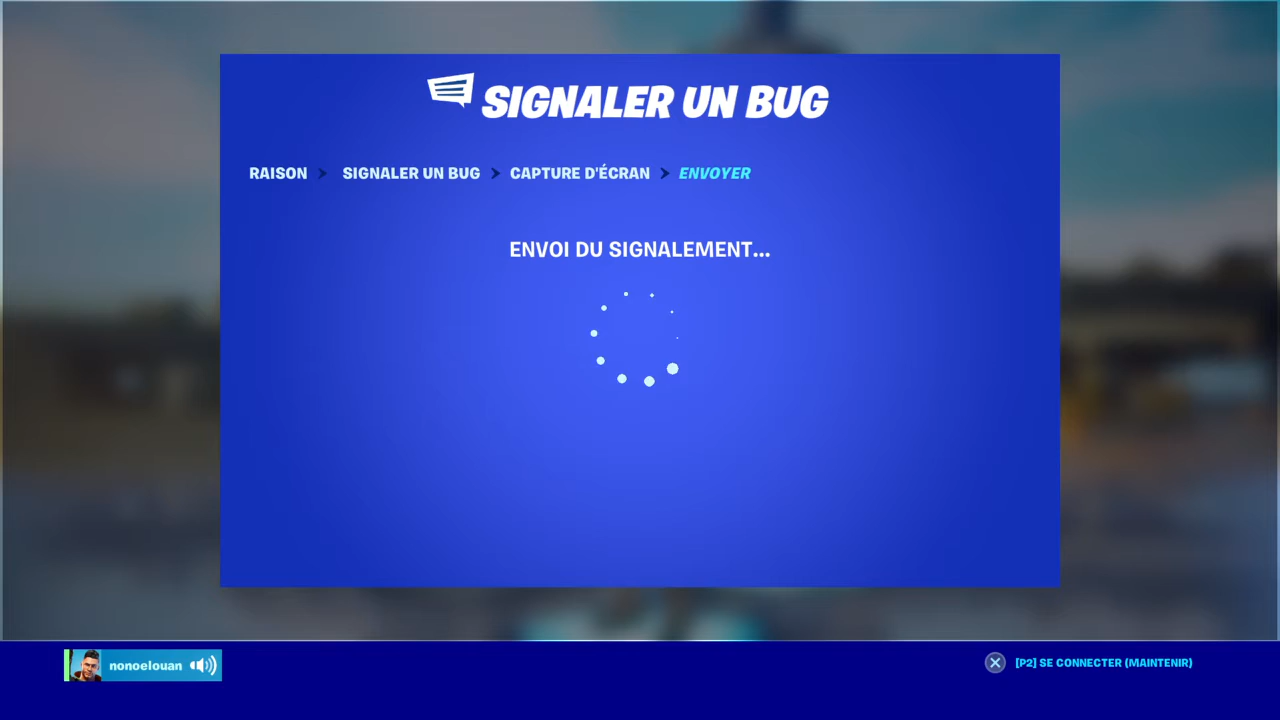 SIGNALER UN BUG
RAISON > SIGNALER UN BUG > CAPTURE D'ÉCRAN > ENVOYER
ENVOI DU SIGNALEMENT...
nonoelouan
[P2] SE CONNECTER (MAINTENIR)